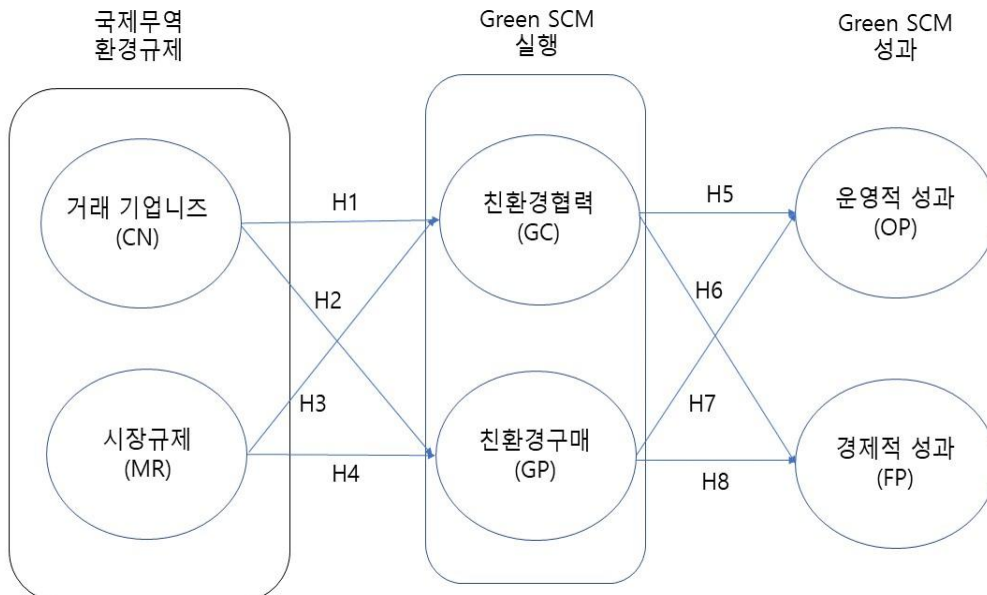 국제무역
환경규제
Green SCM
실행
Green SCM
성과
거래 기업니즈
(CN)
H1
친환경협력
(GC)
H5
운영적 성과
(OP)
H2
H6
H3
H7
시장규제
(MR)
H4
친환경구매
(GP)
H8
경제적 성과
(FP)